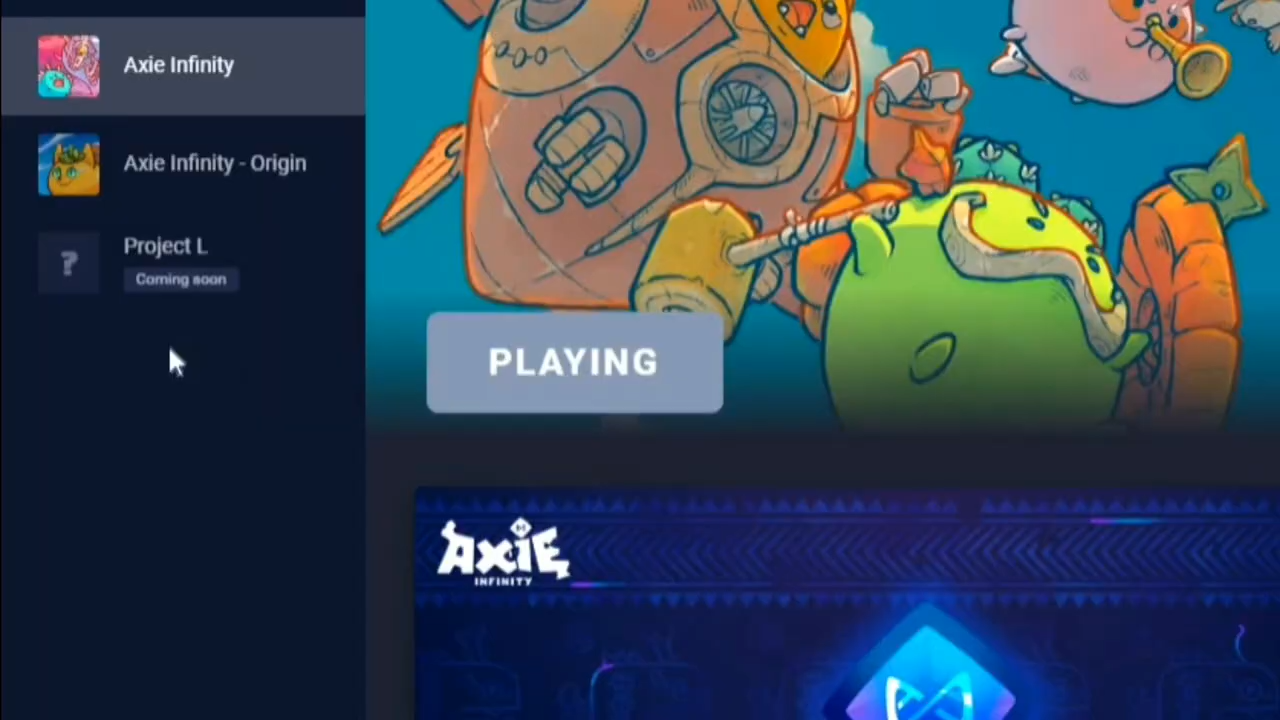 Axie Infinity
Axie Infinity - Origin
Project L
Coming soon
?
PLAYING
AXIE
INFINITY